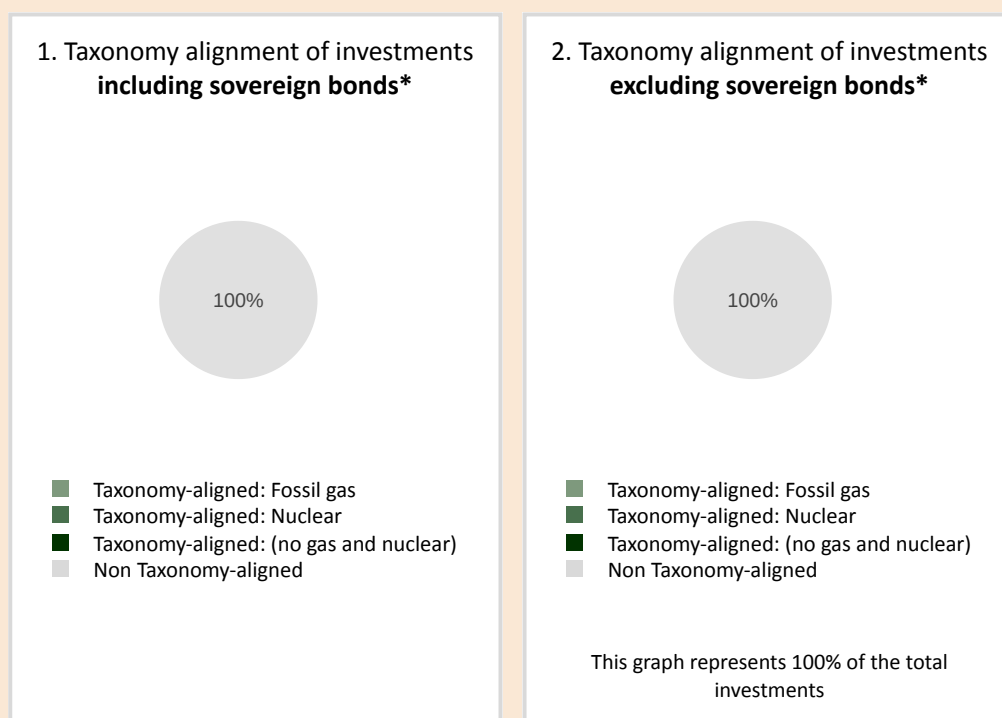 1. Taxonomy alignment of investments
including sovereign bonds*
100%
Taxonomy-aligned: Fossil gas
Taxonomy-aligned: Nuclear
Taxonomy-aligned: (no gas and nuclear)
Non Taxonomy-aligned
2. Taxonomy alignment of investments
excluding sovereign bonds*
100%
Taxonomy-aligned: Fossil gas
Taxonomy-aligned: Nuclear
Taxonomy-aligned: (no gas and nuclear)
Non Taxonomy-aligned
This graph represents 100% of the total
investments